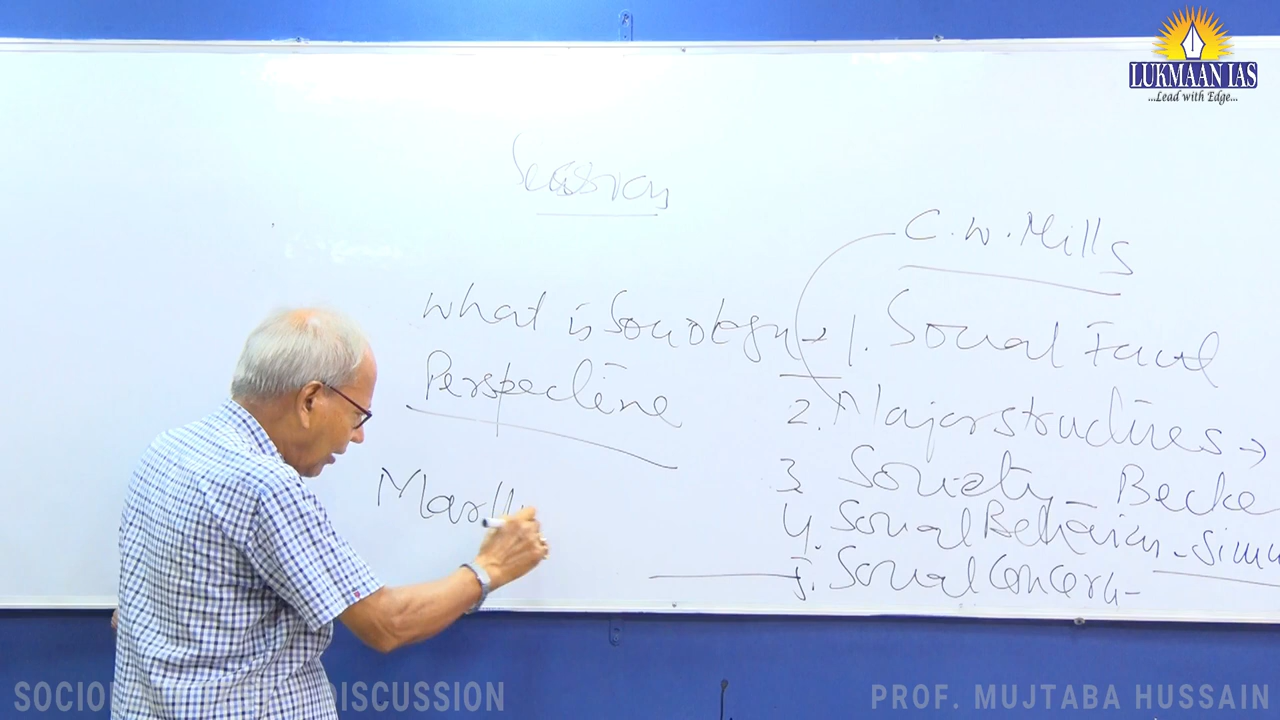 LUKMAAN IAS
...Lead with Edge...
Session
C.W. Mills
What is Sociology → 1. Social Fact
Perspective
2. Major structures →
3 Society - Becke
4. Social Behavior - Simm
5. Social Concern -
SOCIO DISCUSSION
PROF. MUJTABA HUSSAIN